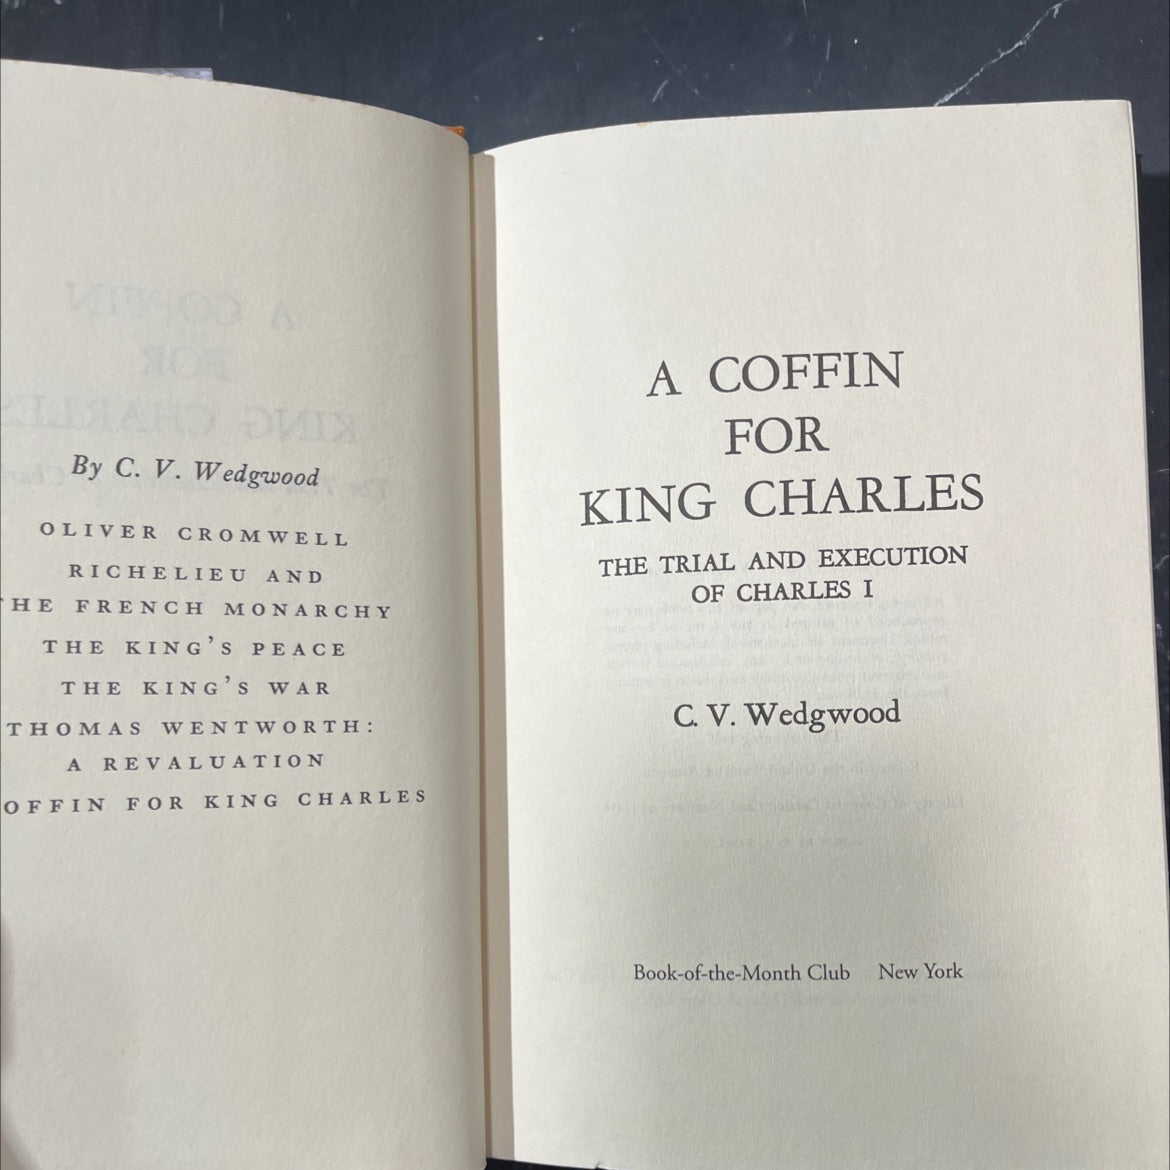 By C. V. Wedgwood
OLIVER CROMWELL
RICHELIEU AND
HE FRENCH MONARCHY
THE KING'S PEACE
THE KING'S WAR
THOMAS WENTWORTH:
A REVALUATION
OFFIN FOR KING CHARLES
A COFFIN
FOR
KING CHARLES
THE TRIAL AND EXECUTION
OF CHARLES I
C. V. Wedgwood
Book-of-the-Month Club New York